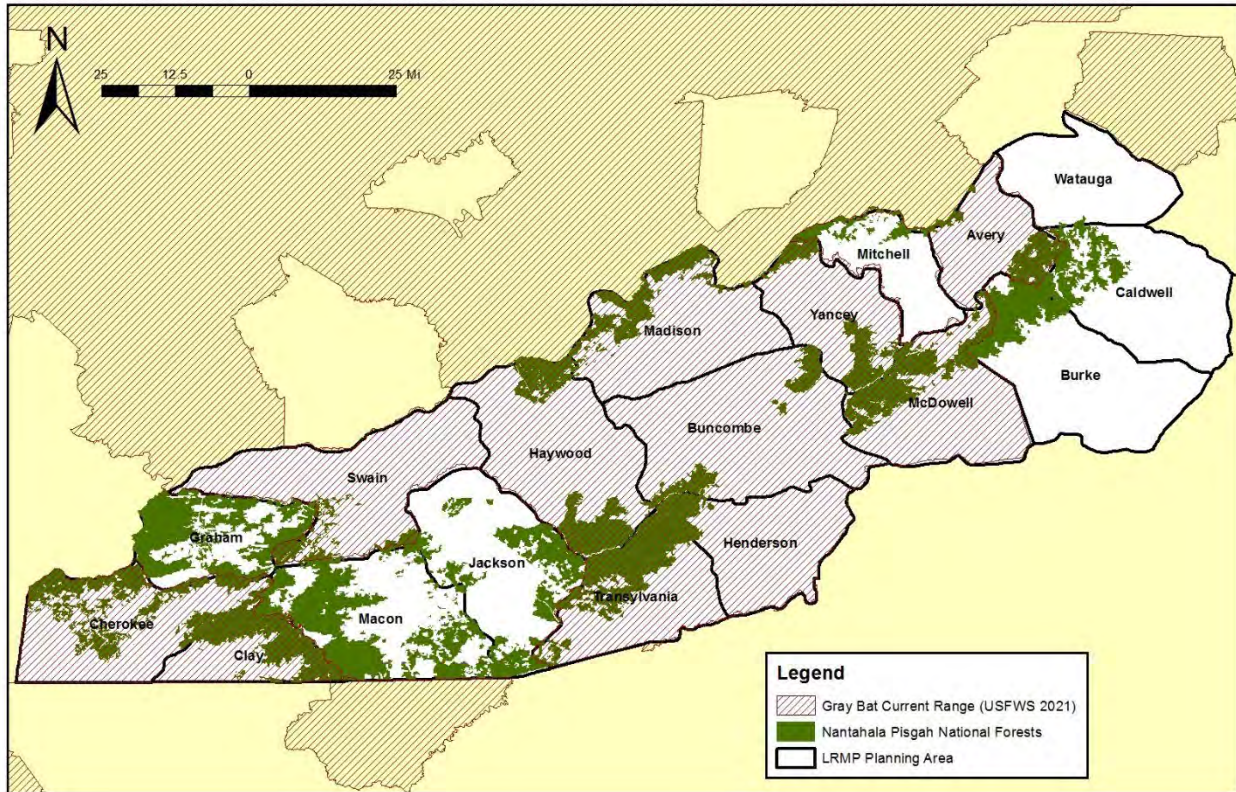 N
25 12.5 0 25 Mi
Watauga
Avery
Mitchell
Caldwell
Yancey
Madison
Burke
McDowell
Buncombe
Haywood
Swain
Graham
Henderson
Jackson
Transylvania
Macon
Cherokee
Clay
Legend
Gray Bat Current Range (USFWS 2021)
Nantahala Pisgah National Forests
LRMP Planning Area